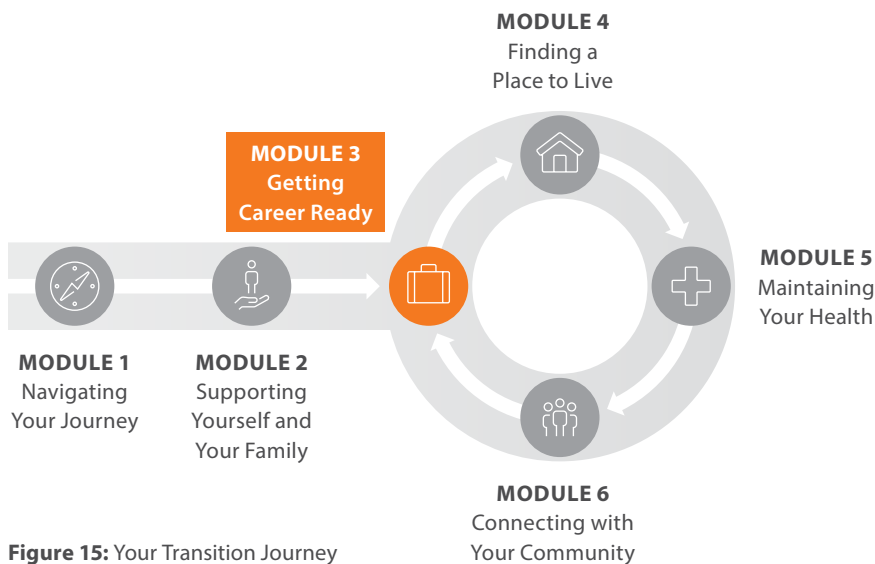 MODULE 4
Finding a
Place to Live
MODULE 3
Getting
Career Ready
MODULE 5
Maintaining
Your Health
MODULE 1
Navigating
Your Journey
MODULE 2
Supporting
Yourself and
Your Family
MODULE 6
Connecting with
Your Community
Figure 15: Your Transition Journey